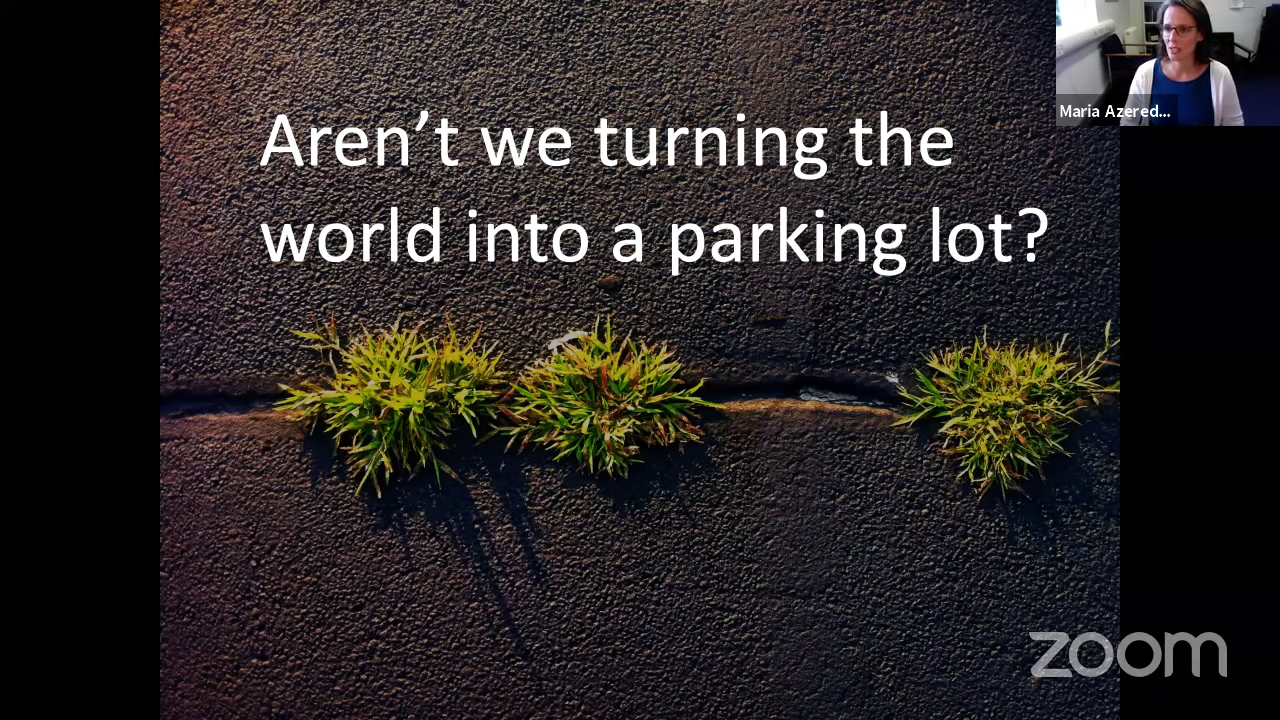 Aren’t we turning the
world into a parking lot?
Maria Azered...
zoom